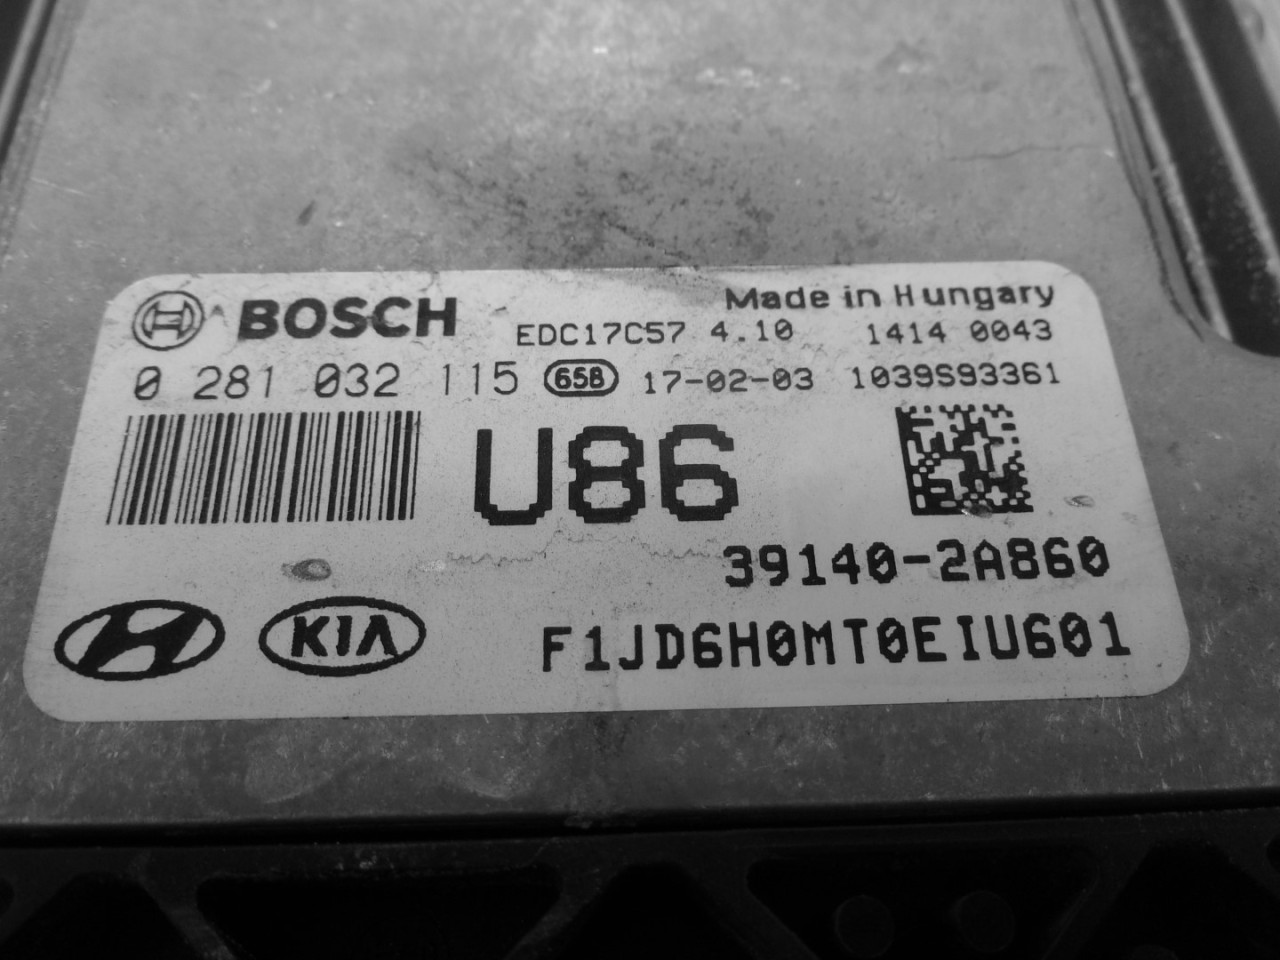 BOSCH
Made in Hungary
EDC17C57 4.10 1414 0043
0 281 032 115 65B 17-02-03 1039S93361
U86
39140-2A860
KIA
F1JD6H0MT0EIU601